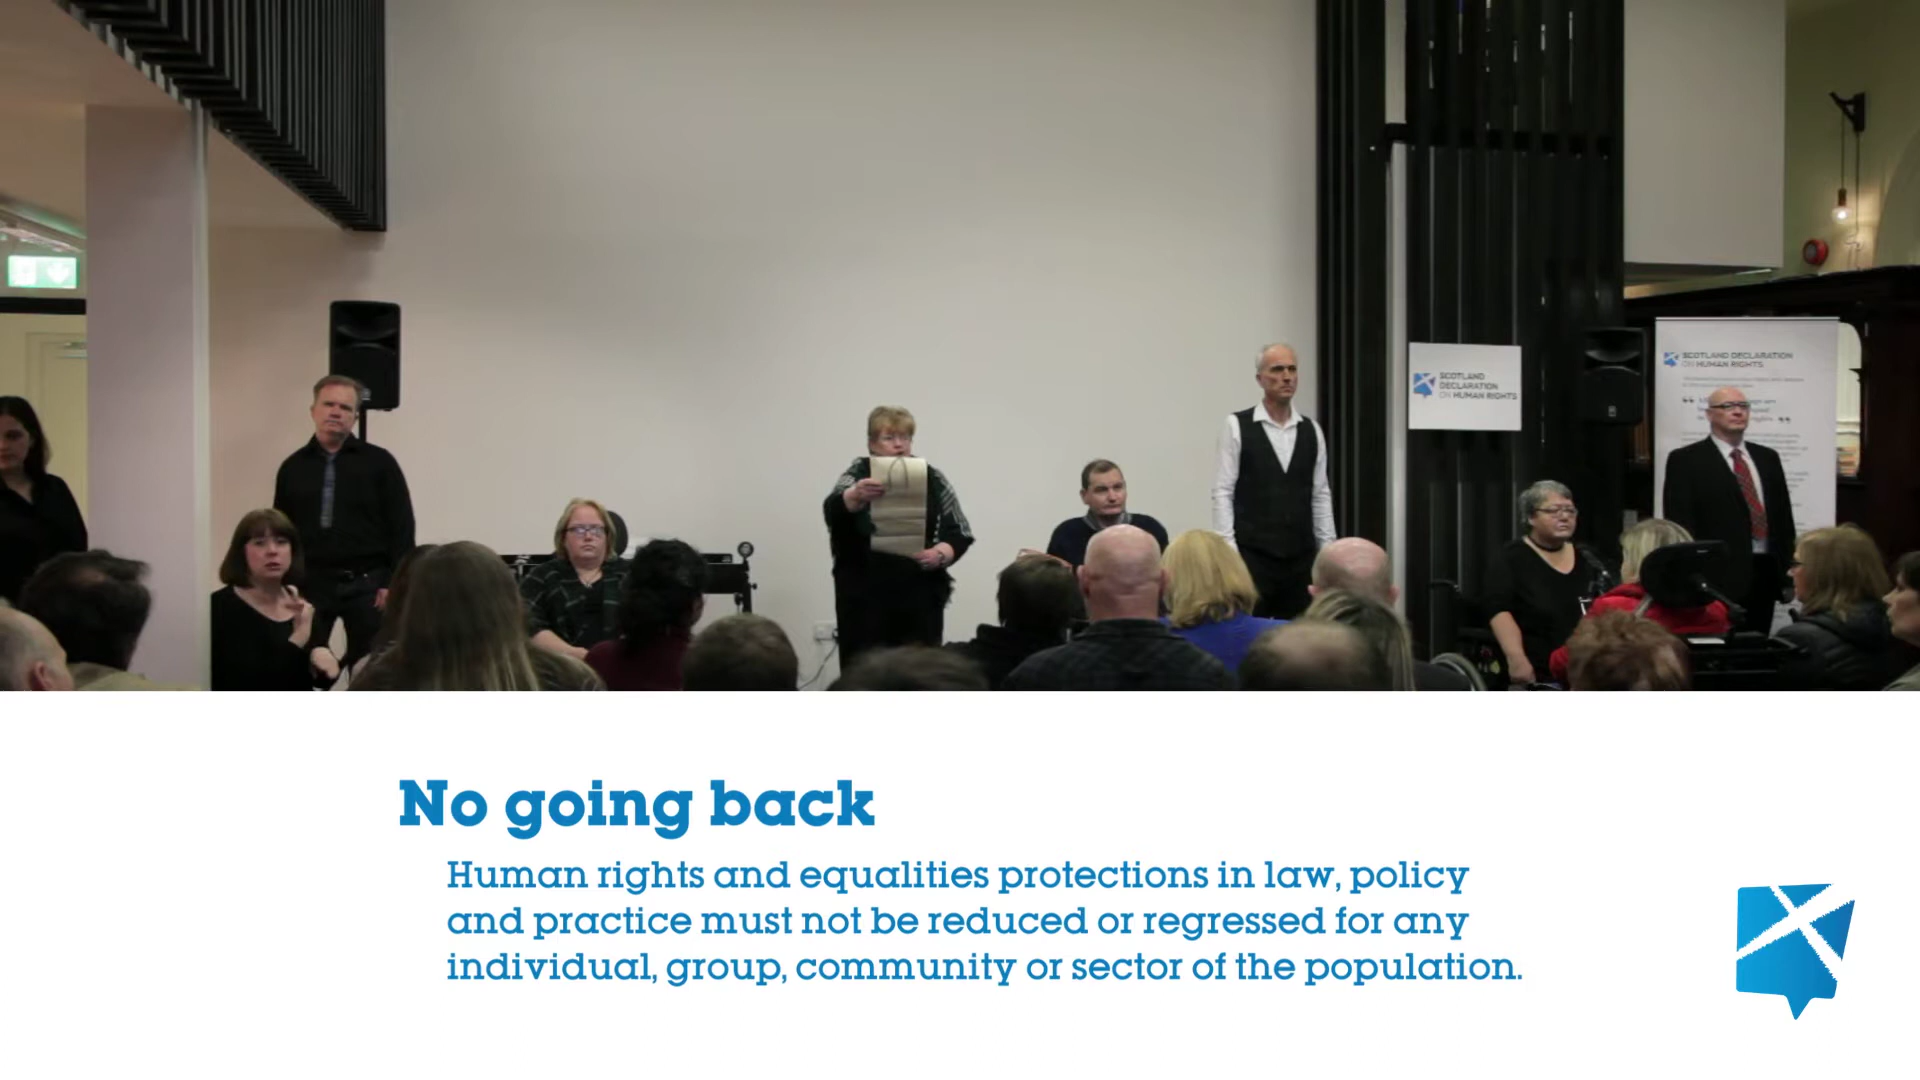 SCOTLAND
DECLARATION
ON HUMAN RIGHTS
SCOTLAND DECLARATION
ON HUMAN RIGHTS
No going back
Human rights and equalities protections in law, policy
and practice must not be reduced or regressed for any
individual, group, community or sector of the population.